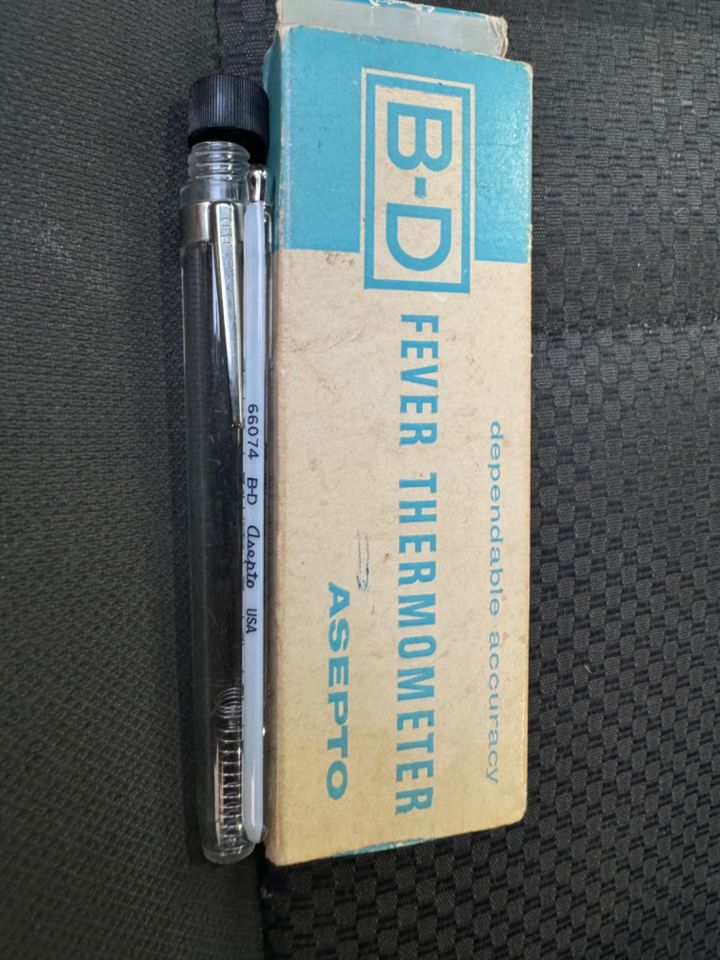 B-D
FEVER THERMOMETER
dependable accuracy
ASEPTO
66074 B-D Asepto USA